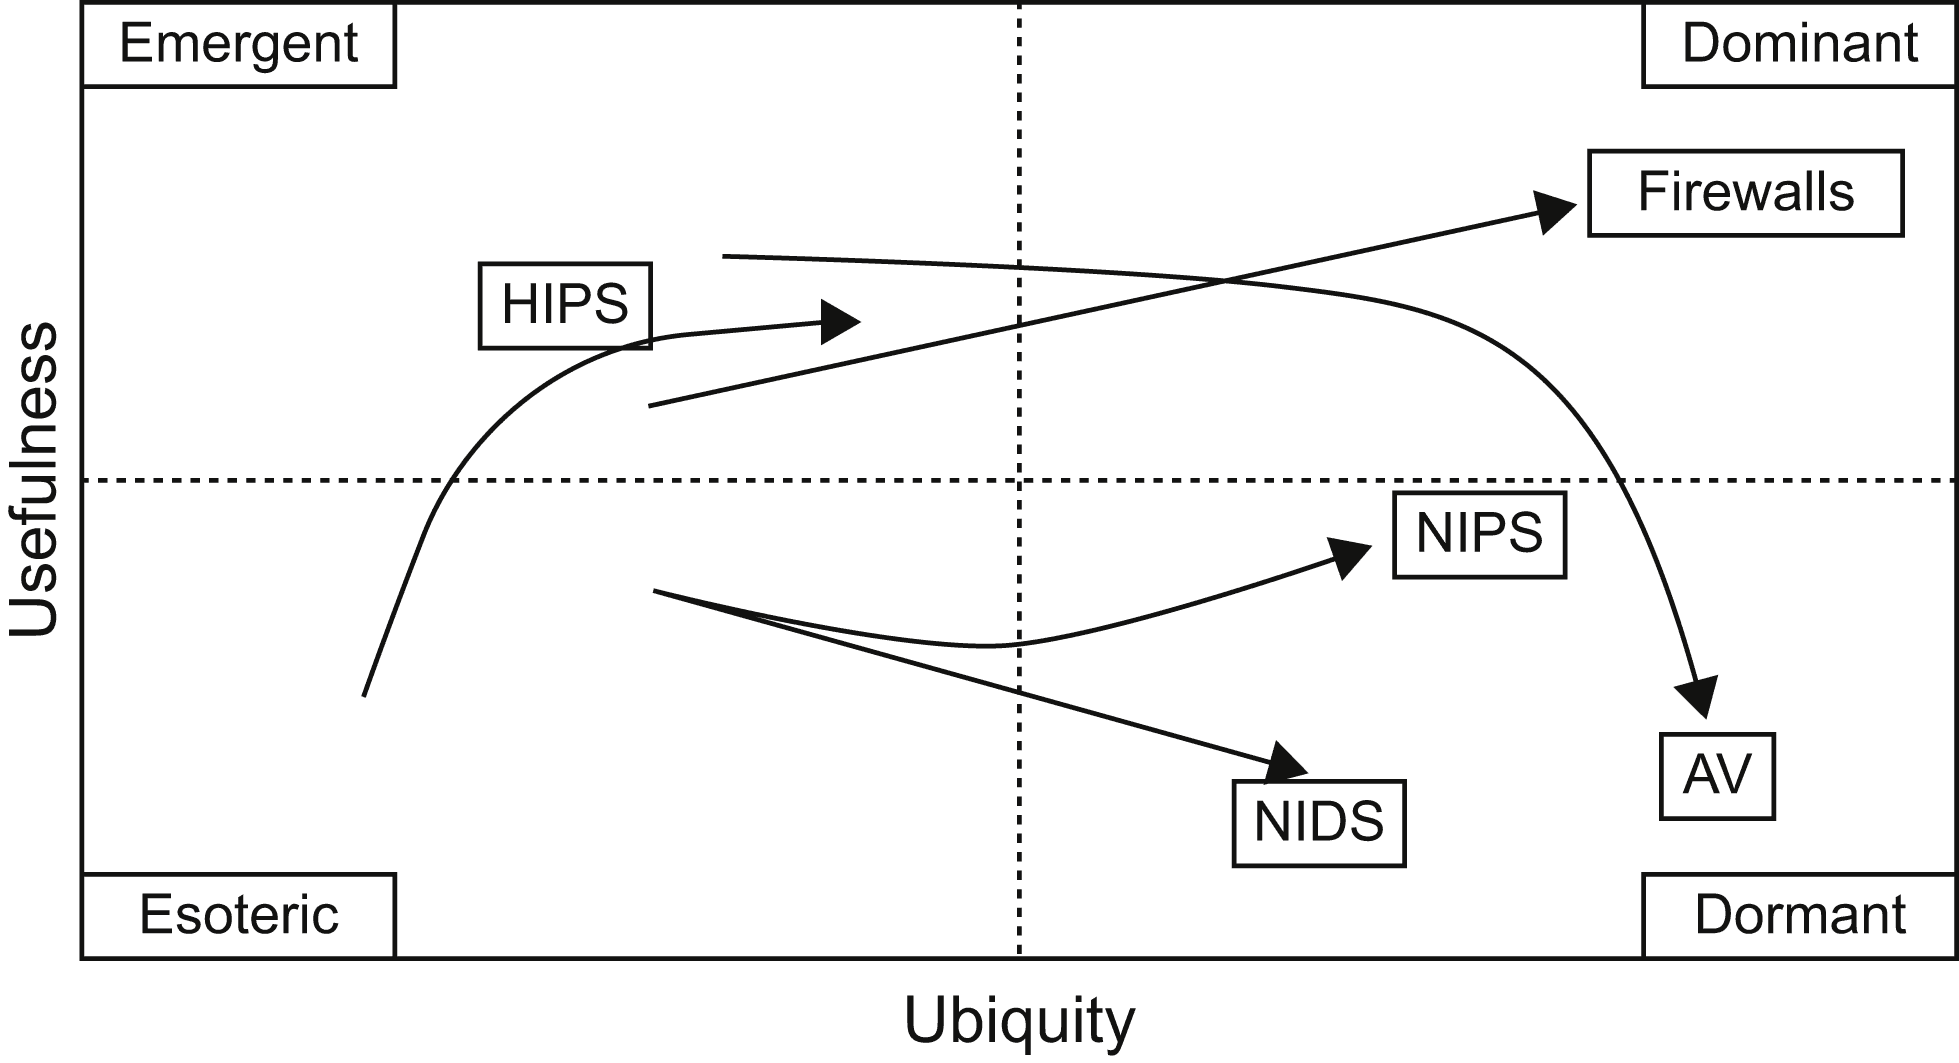 Emergent
Dominant
Firewalls
HIPS
Usefulness
NIPS
AV
NIDS
Esoteric
Dormant
Ubiquity